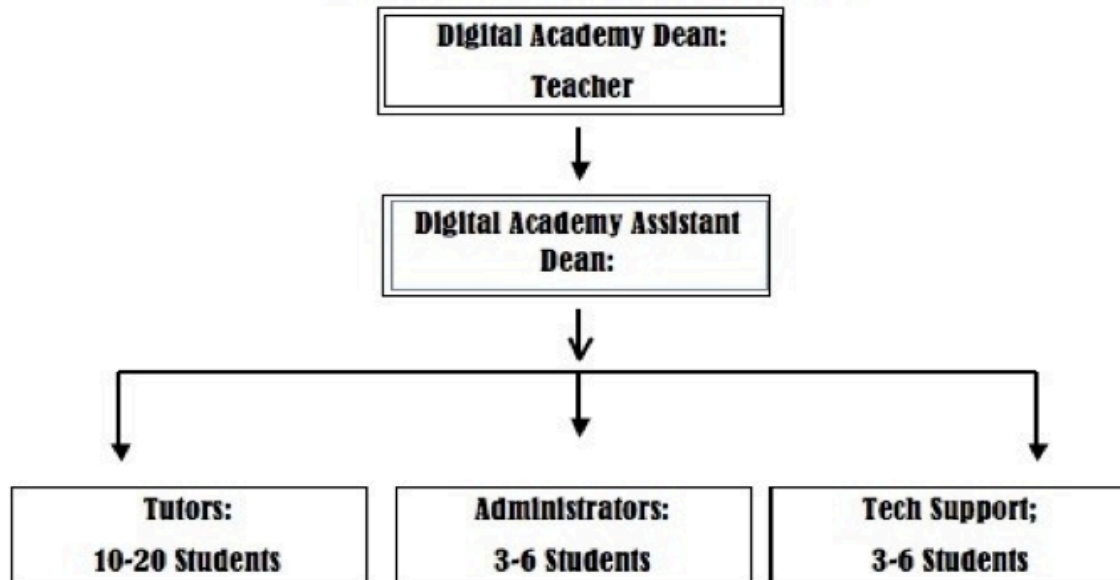 Digital Academy Dean:
Teacher
Digital Academy Assistant
Dean:
Tutors:
10-20 Students
Administrators:
3-6 Students
Tech Support;
3-6 Students